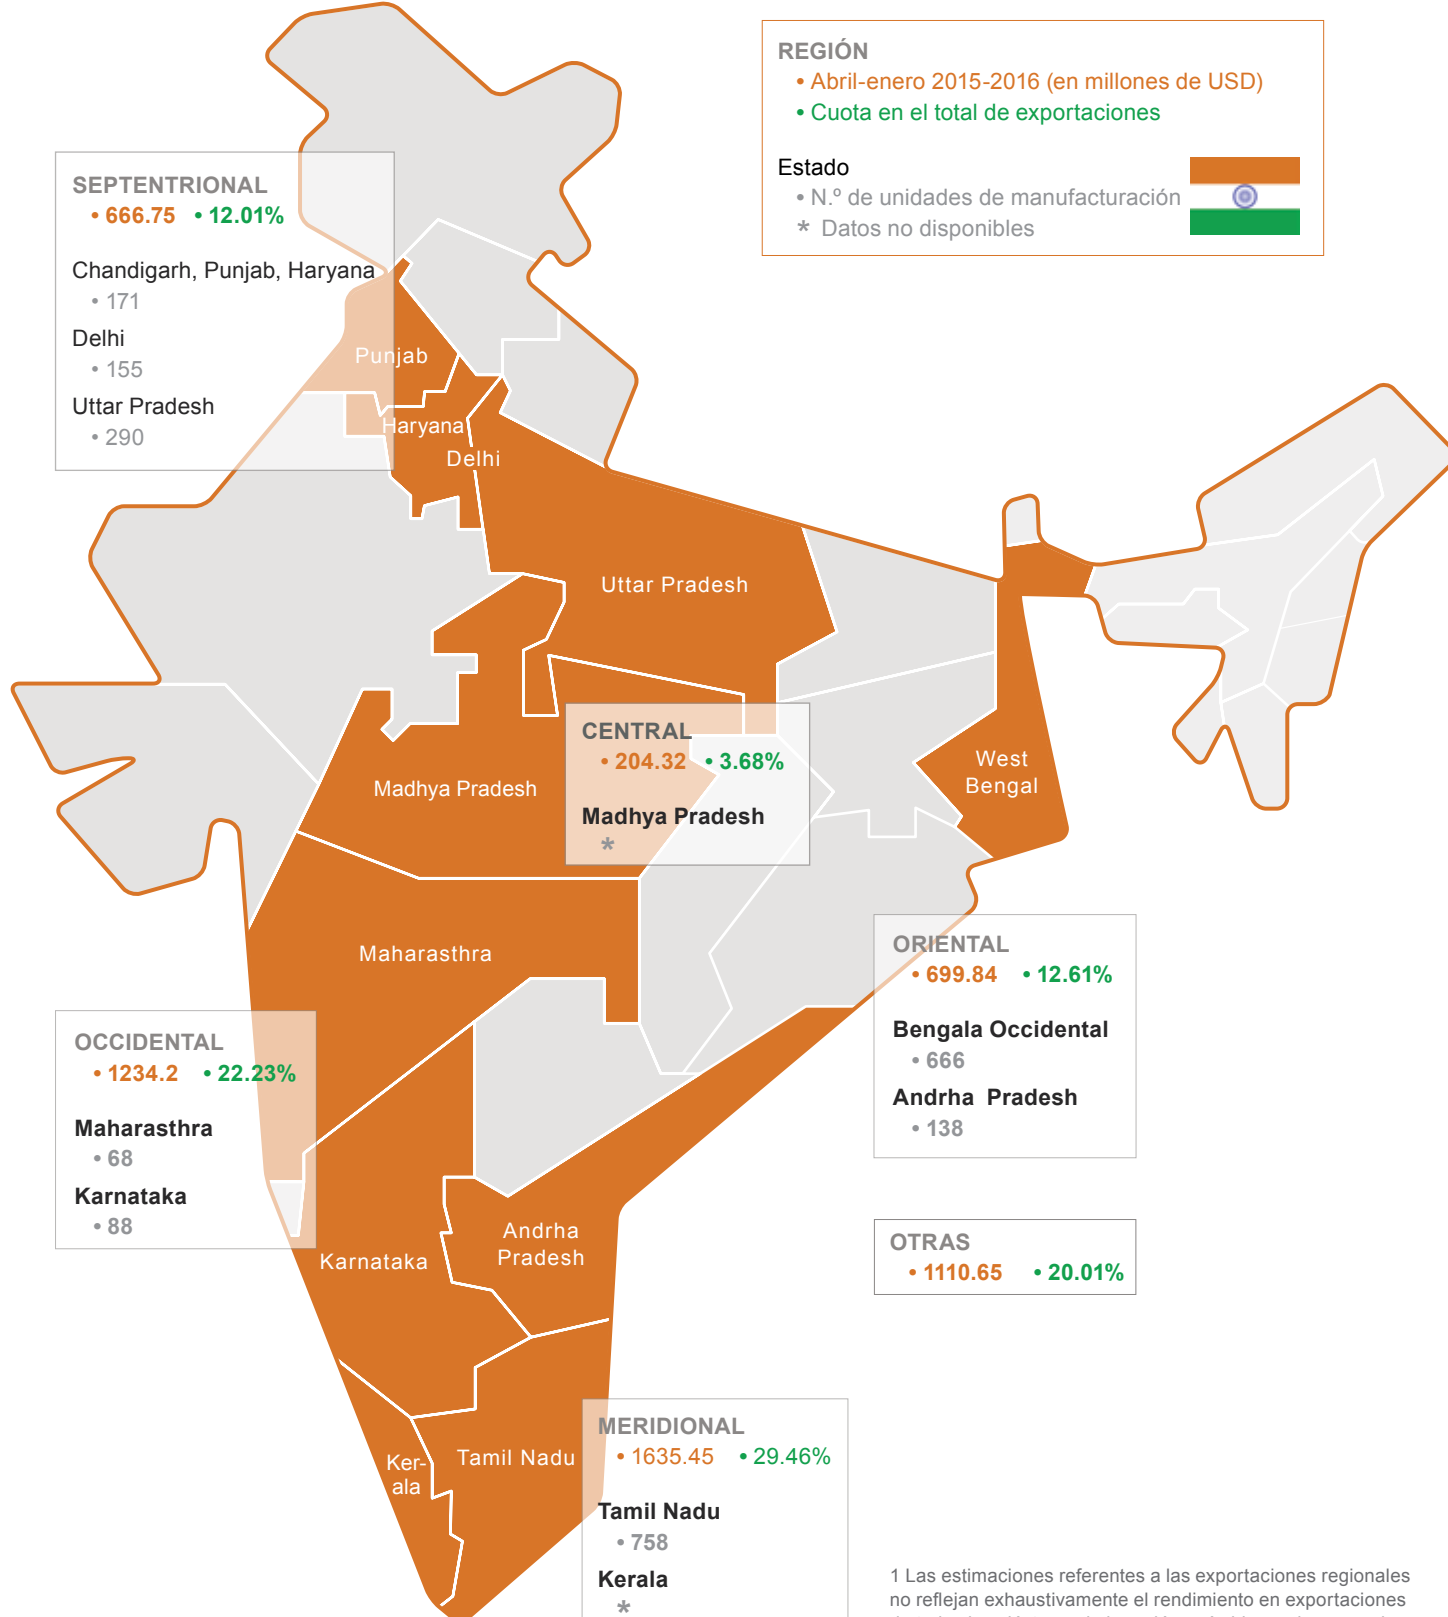 REGIÓN
• Abril-enero 2015-2016 (en millones de USD)
• Cuota en el total de exportaciones
Estado
• N.º de unidades de manufacturación
* Datos no disponibles
SEPTENTRIONAL
• 666.75 • 12.01%
Chandigarh, Punjab, Haryana
• 171
Delhi
• 155
Uttar Pradesh
• 290
Punjab
Haryana
Delhi
Uttar Pradesh
CENTRAL
• 204.32 • 3.68%
Madhya Pradesh
*
Madhya Pradesh
West
Bengal
Maharasthra
ORIENTAL
• 699.84 • 12.61%
Bengala Occidental
• 666
Andrha Pradesh
• 138
OCCIDENTAL
• 1234.2 • 22.23%
Maharasthra
• 68
Karnataka
• 88
Karnataka
Andrha
Pradesh
OTRAS
• 1110.65 • 20.01%
MERIDIONAL
• 1635.45 • 29.46%
Tamil Nadu
• 758
Kerala
*
Ker-
ala
Tamil Nadu
1 Las estimaciones referentes a las exportaciones regionales
no reflejan exhaustivamente el rendimiento en exportaciones